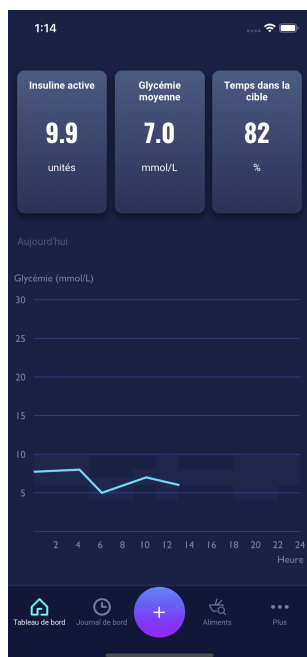 1:14
Insuline active
9.9
unités
Glycémie
moyenne
7.0
mmol/L
Temps dans la
cible
82
%
Aujourd'hui
Glycémie (mmol/L)
30
25
20
15
10
5
2 4 6 8 10 12 14 16 18 20 22 24
Heure
Tableau de bord
Journal de bord
+
Aliments
Plus